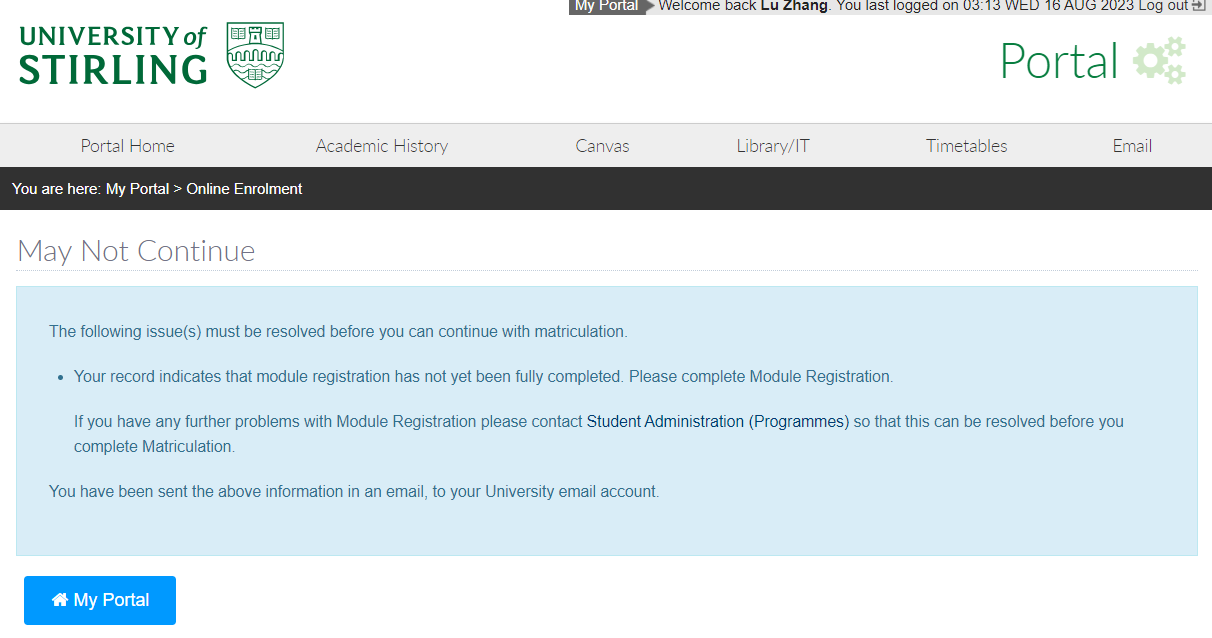 My Portal Welcome back Lu Zhang. You last logged on 03:13 WED 16 AUG 2023 Log out
UNIVERSITY of
STIRLING
Portal
Portal Home Academic History Canvas Library/IT Timetables Email
You are here: My Portal > Online Enrolment
May Not Continue
The following issue(s) must be resolved before you can continue with matriculation.
• Your record indicates that module registration has not yet been fully completed. Please complete Module Registration.
If you have any further problems with Module Registration please contact Student Administration (Programmes) so that this can be resolved before you
complete Matriculation.
You have been sent the above information in an email, to your University email account.
My Portal